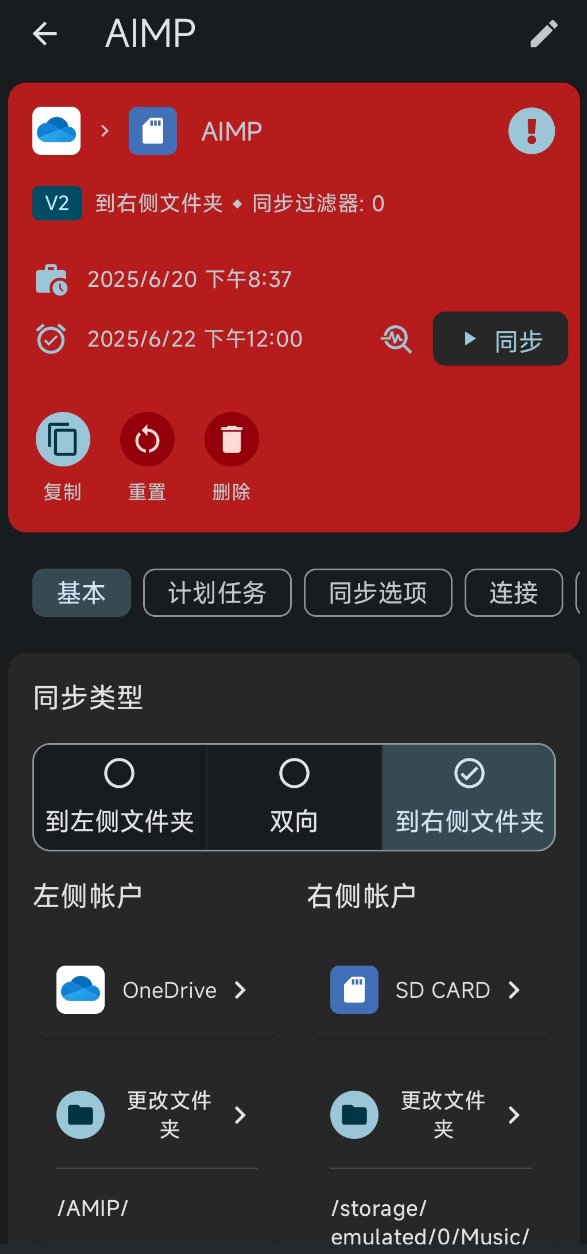 AIMP
AIMP
V2 到右侧文件夹 ◆ 同步过滤器: 0
2025/6/20 下午8:37
2025/6/22 下午12:00 同步
复制 重置 删除
基本 计划任务 同步选项 连接
同步类型
到左侧文件夹 双向 到右侧文件夹
左侧帐户 右侧帐户
OneDrive SD CARD
更改文件 更改文件
夹 夹
/AMIP/ /storage/
emulated/0/Music/